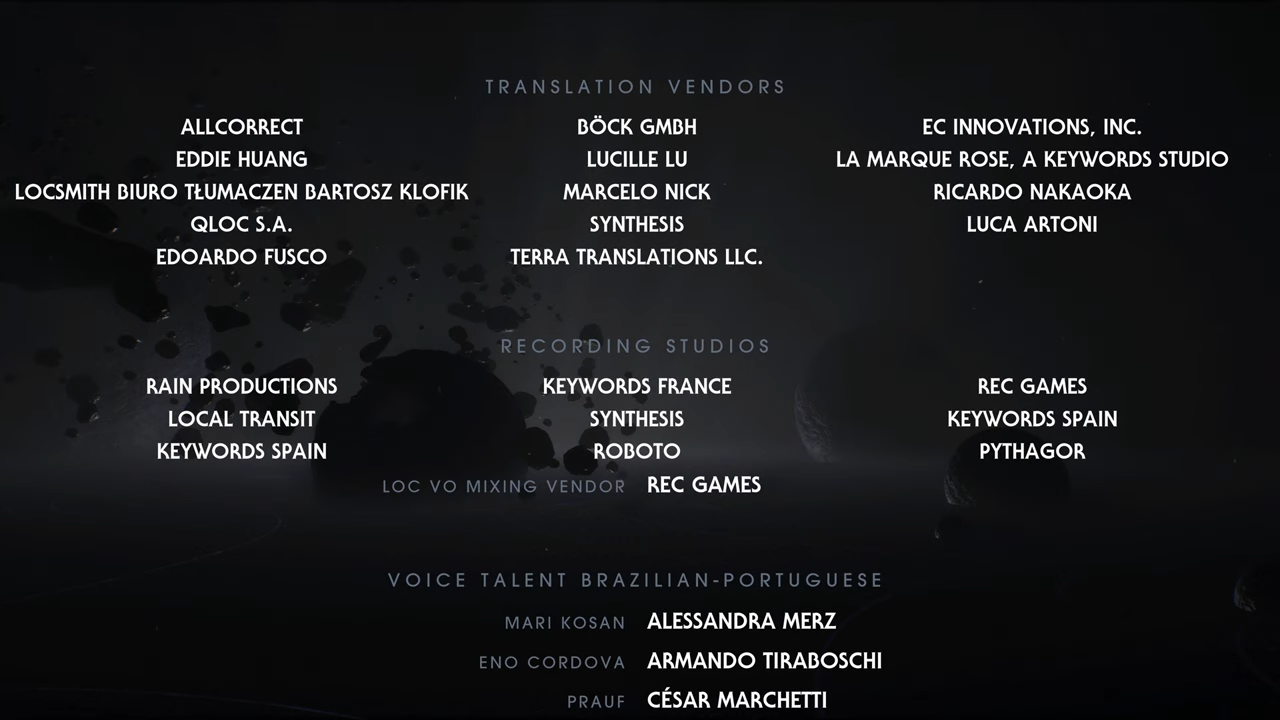 TRANSLATION VENDORS
ALLCORRECT BÖCK GMBH EC INNOVATIONS, INC.
EDDIE HUANG LUCILLE LU LA MARQUE ROSE, A KEYWORDS STUDIO
LOCSMITH BIURO TŁUMACZEN BARTOSZ KLOFIK MARCELO NICK RICARDO NAKAOKA
QLOC S.A. SYNTHESIS LUCA ARTONI
EDOARDO FUSCO TERRA TRANSLATIONS LLC.
RECORDING STUDIOS
RAIN PRODUCTIONS KEYWORDS FRANCE REC GAMES
LOCAL TRANSIT SYNTHESIS KEYWORDS SPAIN
KEYWORDS SPAIN ROBOTO PYTHAGOR
LOC VO MIXING VENDOR REC GAMES
VOICE TALENT BRAZILIAN-PORTUGUESE
MARI KOSAN ALESSANDRA MERZ
ENO CORDOVA ARMANDO TIRABOSCHI
PRAUF CÉSAR MARCHETTI